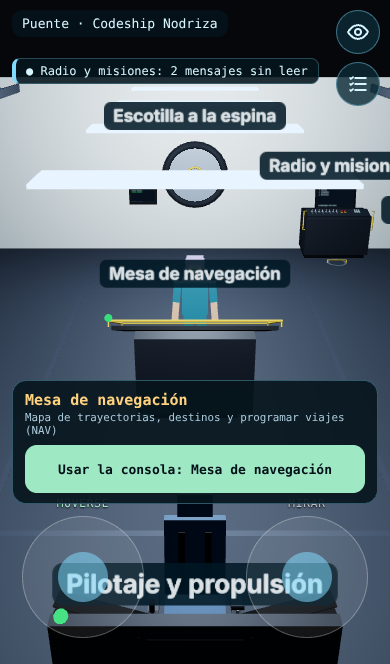 Puente · Codeship Nodriza
● Radio y misiones: 2 mensajes sin leer
Escotilla a la espina
Radio y mision
Mesa de navegación
Mesa de navegación
Mapa de trayectorias, destinos y programar viajes
(NAV)
Usar la consola: Mesa de navegación
MOVERSE
MIRAR
Pilotaje y propulsión